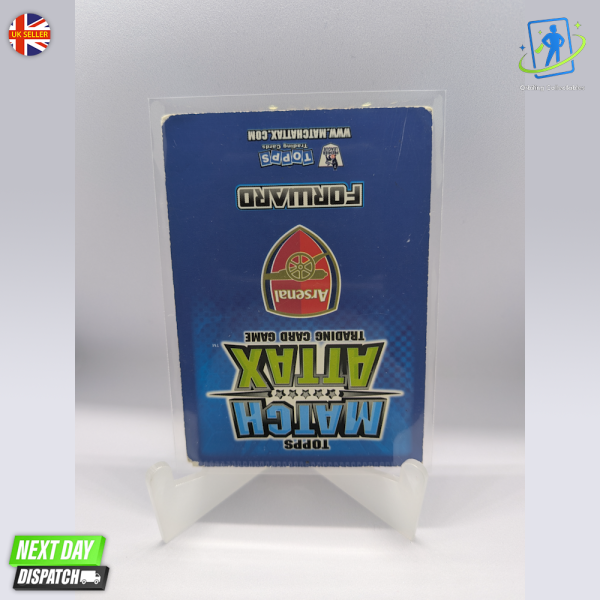 UK SELLER
WWW.MATCHATTAX.COM
TOPPS
Trading Cards
FORWARD
Arsenal
TRADING CARD GAME
MATCH
ATTAX
TOPPS
NEXT DAY
DISPATCH